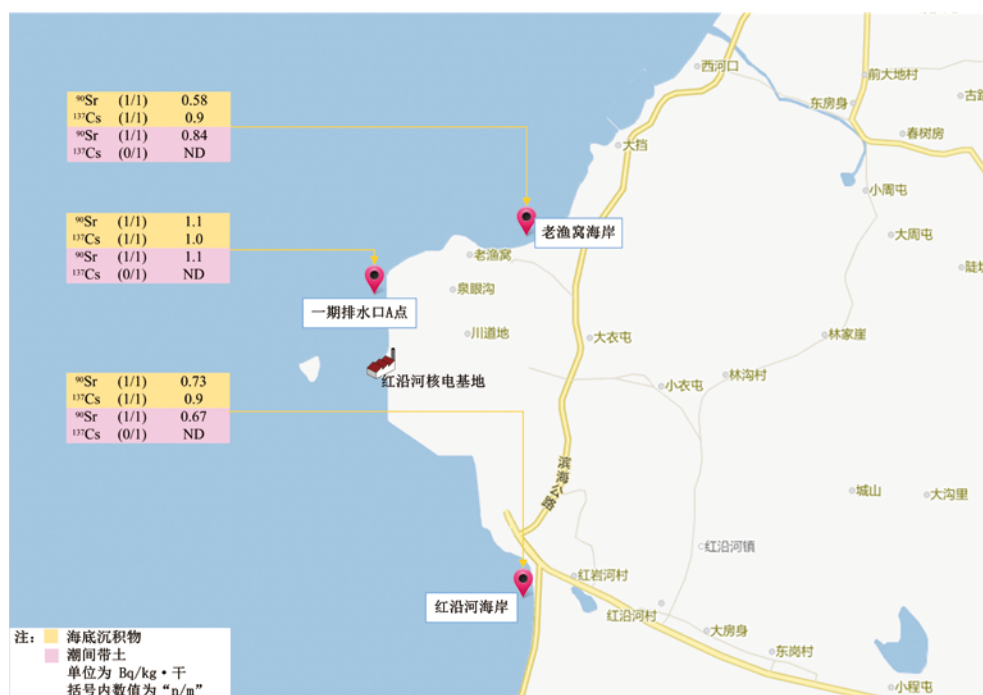 西河口
前大地村
⁹⁰Sr (1/1) 0.58
¹³⁷Cs (1/1) 0.9
⁹⁰Sr (1/1) 0.84
¹³⁷Cs (0/1) ND
东房身
春树房
大挡
小周屯
⁹⁰Sr (1/1) 1.1
¹³⁷Cs (1/1) 1.0
⁹⁰Sr (1/1) 1.1
¹³⁷Cs (0/1) ND
老渔窝海岸
大周屯
老渔窝
泉眼沟
一期排水口A点
川道地
大衣屯
林家崖
红沿河核电基地
小衣屯
林沟村
⁹⁰Sr (1/1) 0.73
¹³⁷Cs (1/1) 0.9
⁹⁰Sr (1/1) 0.67
¹³⁷Cs (0/1) ND
滨海公路
城山
大沟里
红沿河镇
红岩河村
红沿河海岸
红沿河村
大房身
东岗村
小程屯
注： 海底沉积物
潮间带土
单位为 Bq/kg·干
括号内数值为“n/m”